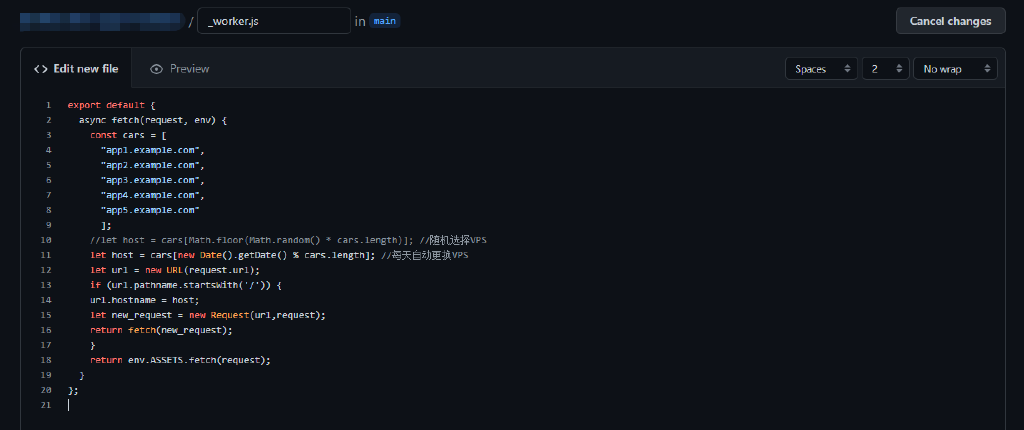 / _worker.js in main Cancel changes
Edit new file Preview Spaces 2 No wrap
1 export default {
2 async fetch(request, env) {
3 const cars = [
4 "app1.example.com",
5 "app2.example.com",
6 "app3.example.com",
7 "app4.example.com",
8 "app5.example.com"
9 ];
10 //let host = cars[Math.floor(Math.random() * cars.length)]; //随机选择VPS
11 let host = cars[new Date().getDate() % cars.length]; //每天自动更换VPS
12 let url = new URL(request.url);
13 if (url.pathname.startsWith('/')) {
14 url.hostname = host;
15 let new_request = new Request(url,request);
16 return fetch(new_request);
17 }
18 return env.ASSETS.fetch(request);
19 }
20 };
21